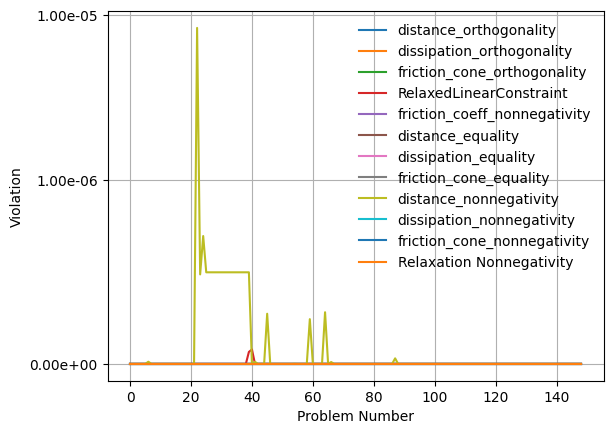 1.00e-05
1.00e-06
0.00e+00
Violation
distance_orthogonality
dissipation_orthogonality
friction_cone_orthogonality
RelaxedLinearConstraint
friction_coeff_nonnegativity
distance_equality
dissipation_equality
friction_cone_equality
distance_nonnegativity
dissipation_nonnegativity
friction_cone_nonnegativity
Relaxation Nonnegativity
0 20 40 60 80 100 120 140
Problem Number